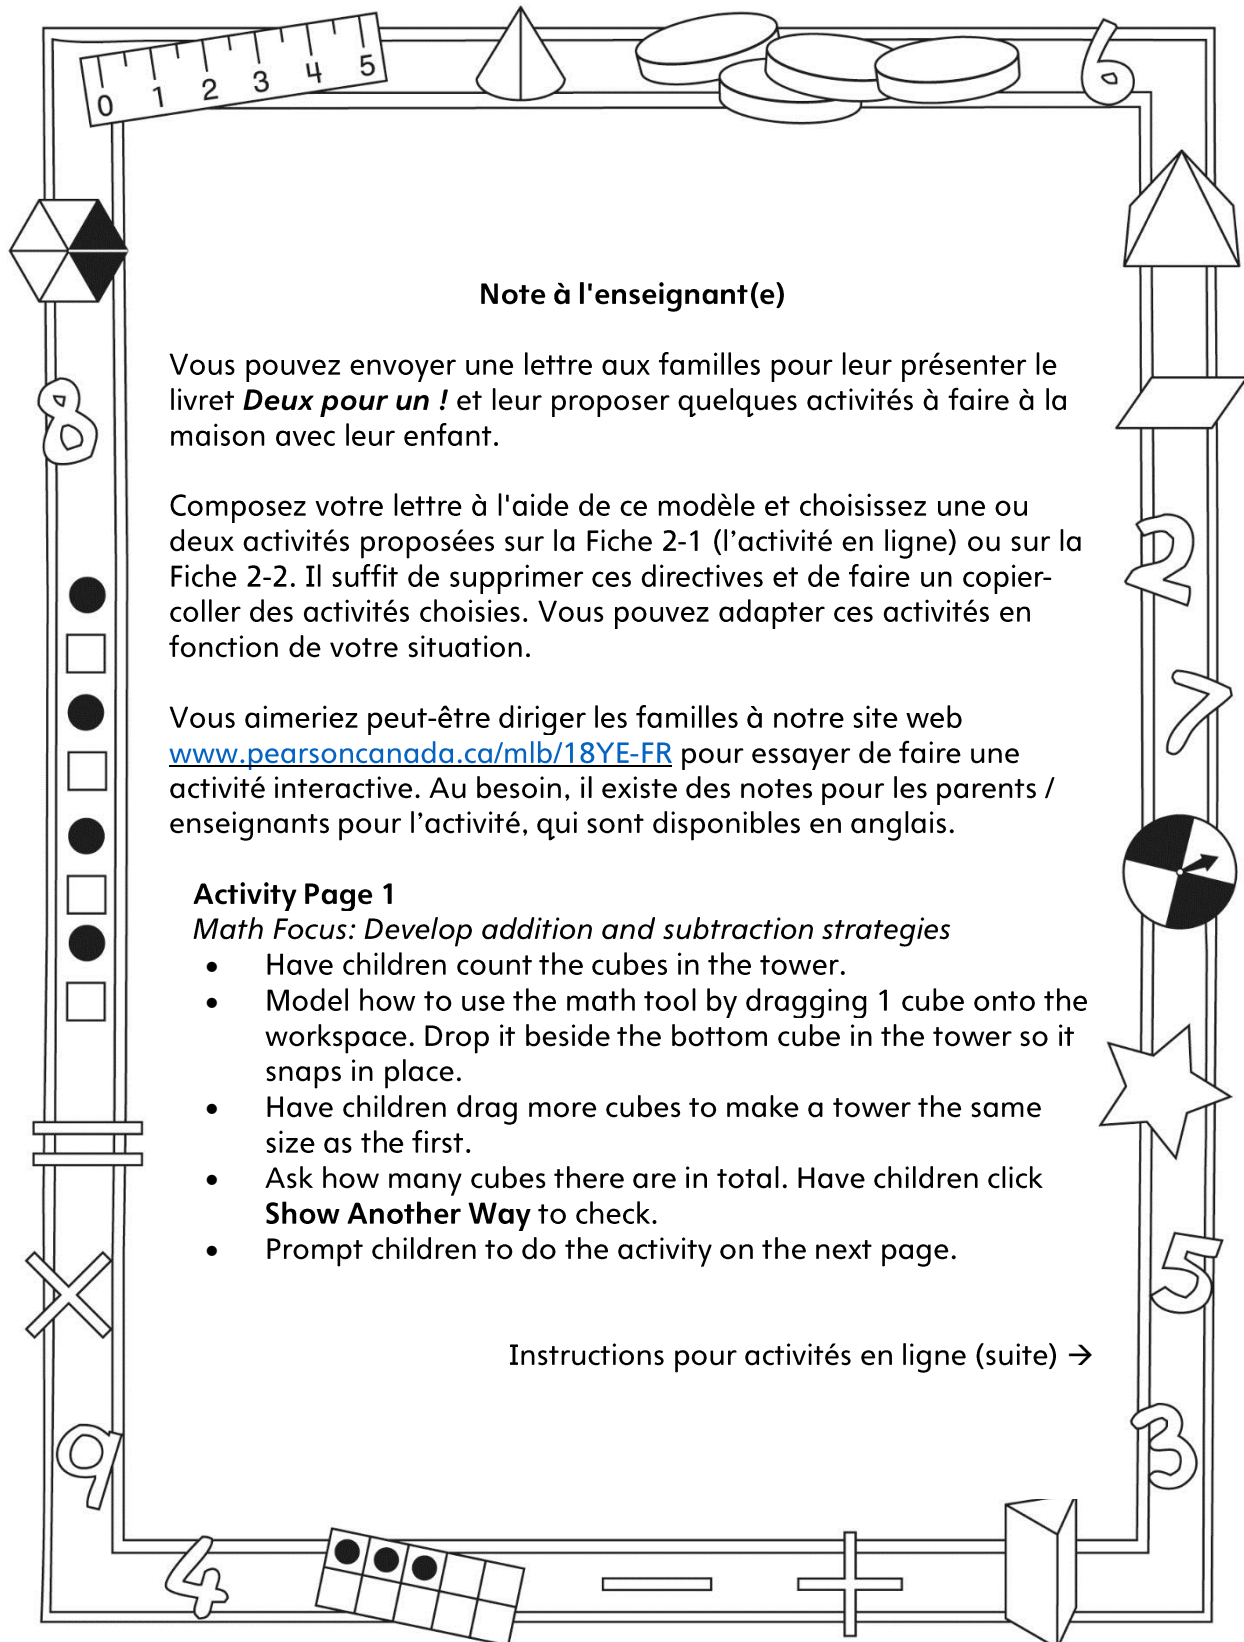 0 1 2 3 4 5
6
8
2
7
5
3
9
4
Note à l'enseignant(e)
Vous pouvez envoyer une lettre aux familles pour leur présenter le
livret Deux pour un ! et leur proposer quelques activités à faire à la
maison avec leur enfant.
Composez votre lettre à l'aide de ce modèle et choisissez une ou
deux activités proposées sur la Fiche 2-1 (l’activité en ligne) ou sur la
Fiche 2-2. Il suffit de supprimer ces directives et de faire un copier-
coller des activités choisies. Vous pouvez adapter ces activités en
fonction de votre situation.
Vous aimeriez peut-être diriger les familles à notre site web
www.pearsoncanada.ca/mlb/18YE-FR pour essayer de faire une
activité interactive. Au besoin, il existe des notes pour les parents /
enseignants pour l’activité, qui sont disponibles en anglais.
Activity Page 1
Math Focus: Develop addition and subtraction strategies
• Have children count the cubes in the tower.
• Model how to use the math tool by dragging 1 cube onto the
workspace. Drop it beside the bottom cube in the tower so it
snaps in place.
• Have children drag more cubes to make a tower the same
size as the first.
• Ask how many cubes there are in total. Have children click
Show Another Way to check.
• Prompt children to do the activity on the next page.
Instructions pour activités en ligne (suite) →